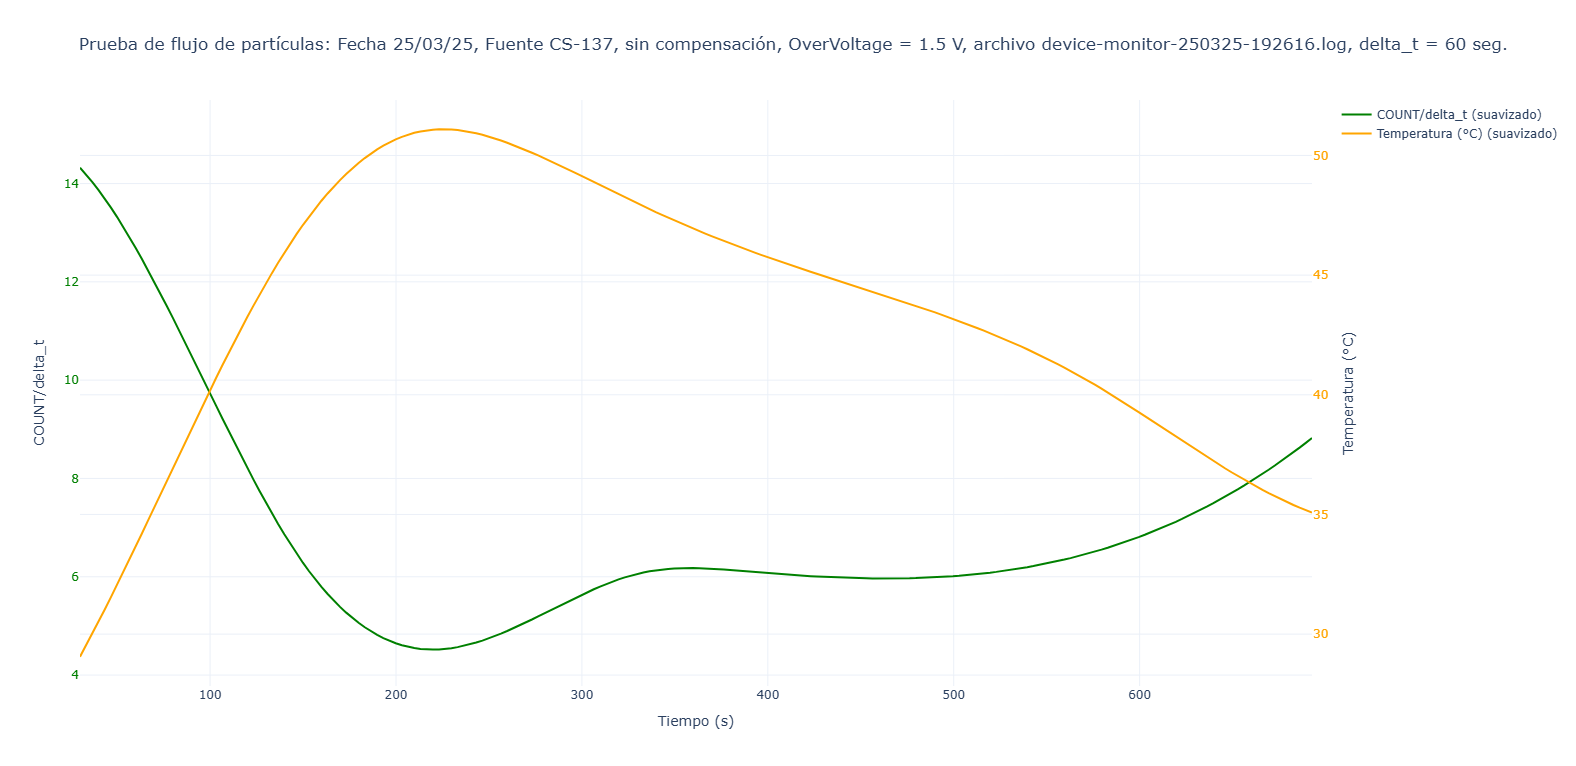 Prueba de flujo de partículas: Fecha 25/03/25, Fuente CS-137, sin compensación, OverVoltage = 1.5 V, archivo device-monitor-250325-192616.log, delta_t = 60 seg.
COUNT/delta_t (suavizado)
Temperatura (°C) (suavizado)
COUNT/delta_t
14
12
10
8
6
4
50
45
40
35
30
Temperatura (°C)
100 200 300 400 500 600
Tiempo (s)